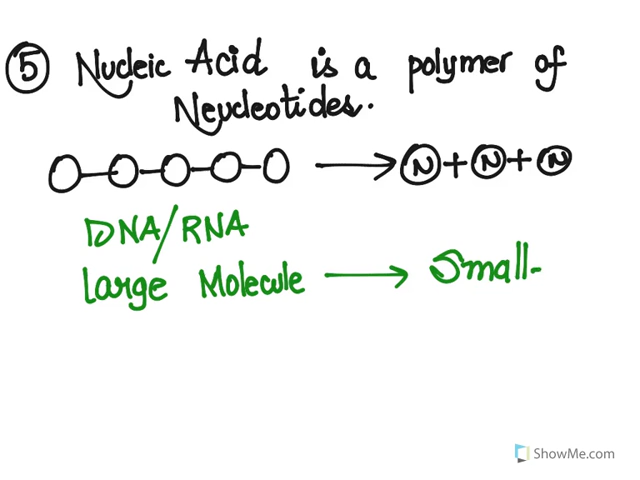 5 Nucleic Acid is a polymer of
Neucleotides.
N + N + N
DNA/RNA
Large Molecule → Small-
ShowMe.com